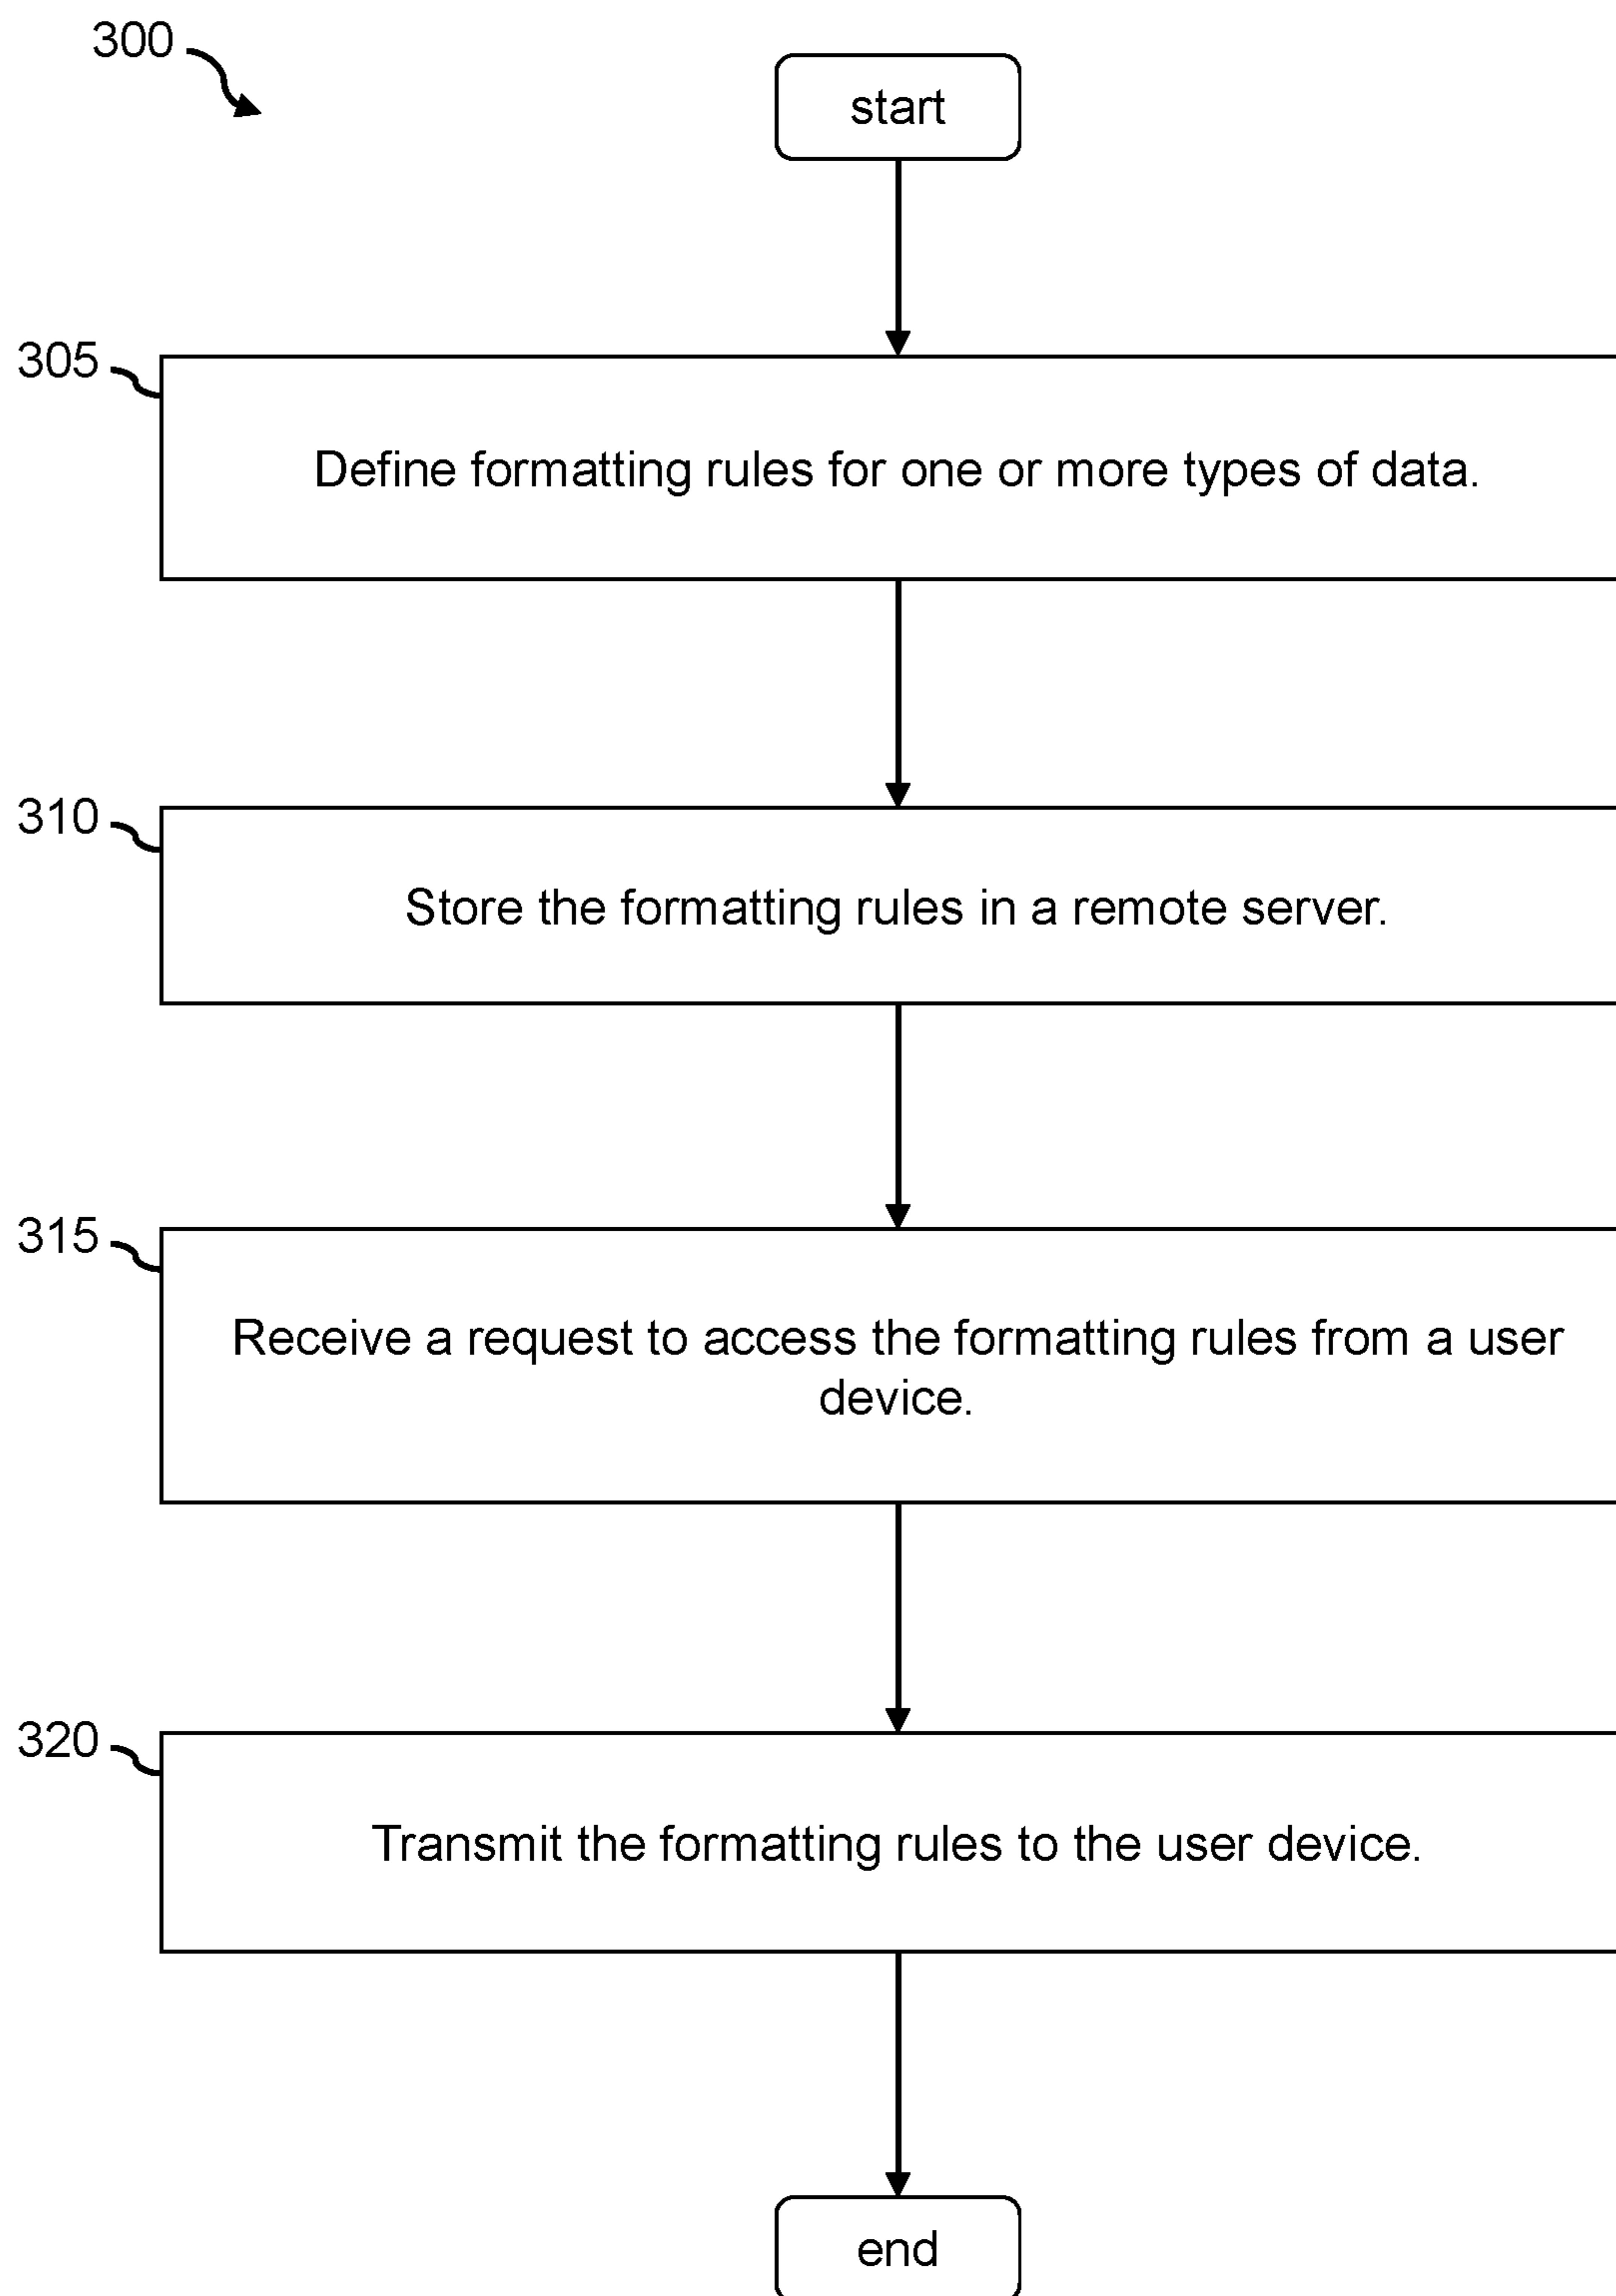 300
start
305
Define formatting rules for one or more types of data.
310
Store the formatting rules in a remote server.
315
Receive a request to access the formatting rules from a user
device.
320
Transmit the formatting rules to the user device.
end